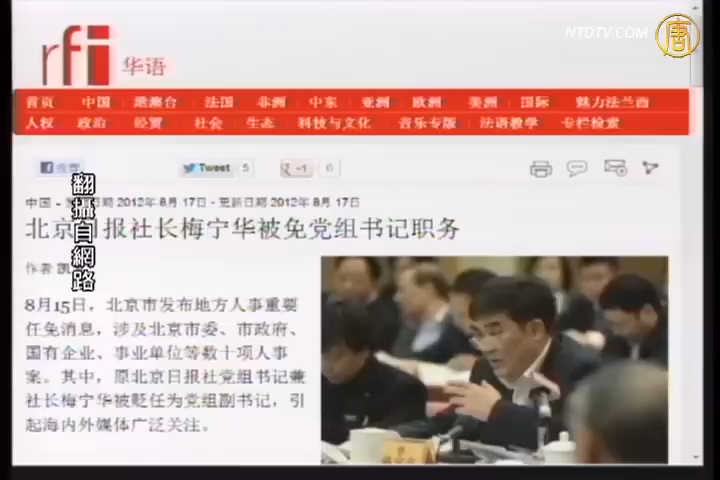 NTDTV.COM
唐
rfi 华语
首页 中国 港澳台 法国 非洲 中东 亚洲 欧洲 美洲 国际 魅力法兰西
人权 政治 经贸 社会 生态 科技与文化 音乐专版 法语教学 专栏检索
Tweet 5 +1 0
中国 - 日期 2012年8月17日 - 更新日期 2012年8月17日
北京日报社长梅宁华被免党组书记职务
作者 凯
8月15日，北京市发布地方人事重要
任免消息，涉及北京市委、市政府、
国有企业、事业单位等数十项人事
案。其中，原北京日报社党组书记兼
社长梅宁华被贬任为党组副书记，引
起海内外媒体广泛关注。
翻攝自網路